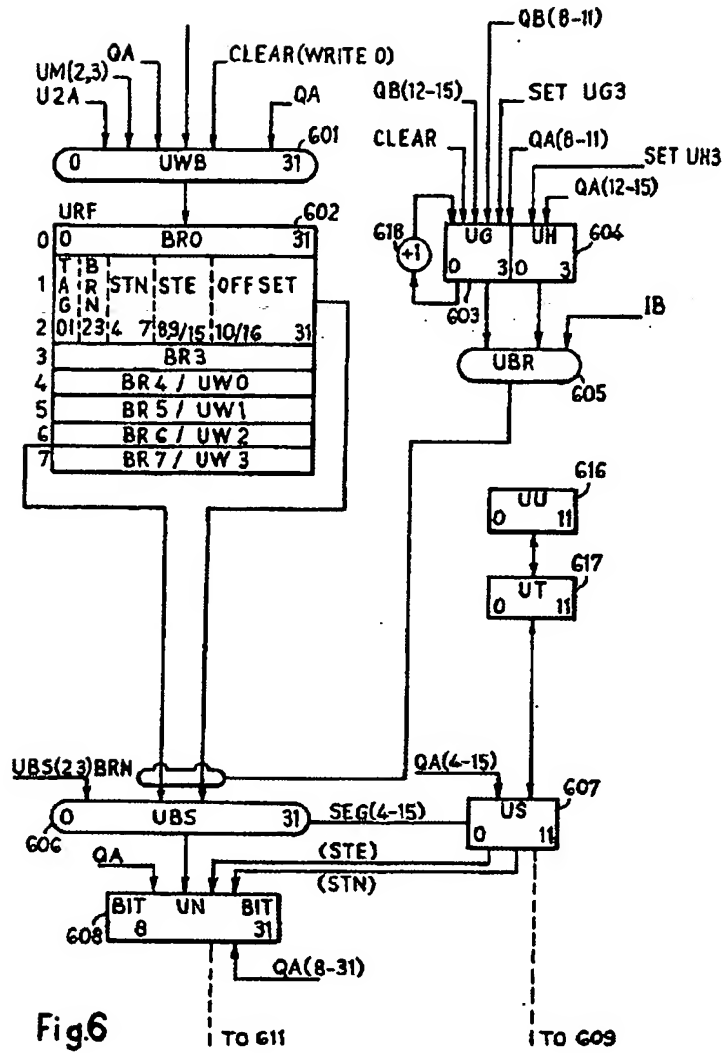 QB(8-11)
QA
CLEAR(WRITE 0)
UM(2,3)
U2A
QA
QB(12-15)
SET UG3
CLEAR
QA(8-11)
SET UH3
QA(12-15)
601
0 UWB 31
URF
602
0 0 BR0 31
618
+1
UG UH
0 3 0 3
604
603
1 TAG BRN STN STE OFFSET
2 01 23 4 7 8,9/15 10/16 31
3 BR3
4 BR4 / UW0
5 BR5 / UW1
6 BR6 / UW2
7 BR7 / UW3
IB
UBR
605
616
UU
0 11
617
UT
0 11
UBS(23)BRN
QA(4-15)
607
0 UBS 31
606
SEG(4-15)
US
0 11
QA
(STE)
(STN)
BIT UN BIT
8 31
608
QA(8-31)
Fig.6
TO 611
TO 609